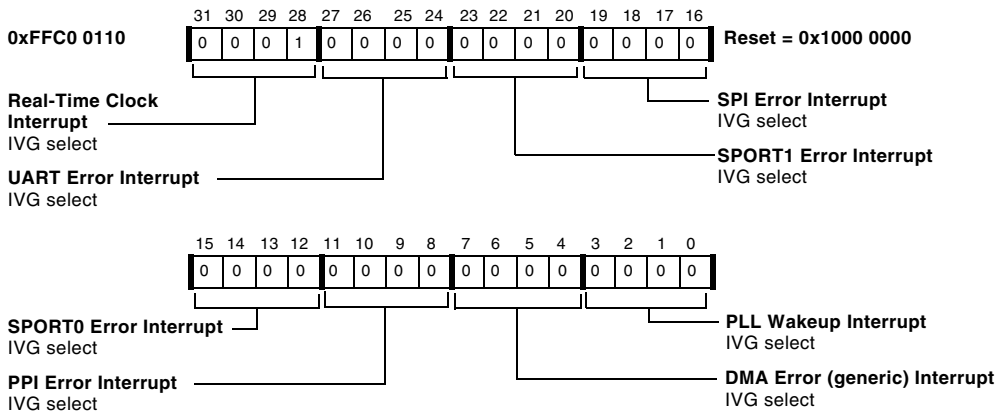 31 30 29 28 27 26 25 24 23 22 21 20 19 18 17 16
0xFFC0 0110 0 0 0 1 0 0 0 0 0 0 0 0 0 0 0 0 Reset = 0x1000 0000
Real-Time Clock
Interrupt
IVG select
UART Error Interrupt
IVG select
SPI Error Interrupt
IVG select
SPORT1 Error Interrupt
IVG select
15 14 13 12 11 10 9 8 7 6 5 4 3 2 1 0
0 0 0 0 0 0 0 0 0 0 0 0 0 0 0 0
SPORT0 Error Interrupt
IVG select
PPI Error Interrupt
IVG select
PLL Wakeup Interrupt
IVG select
DMA Error (generic) Interrupt
IVG select